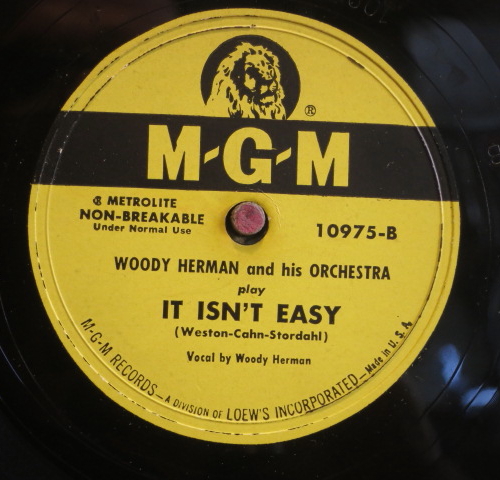 ®
M-G-M
℗ METROLITE
NON-BREAKABLE
Under Normal Use
10975-B
WOODY HERMAN and his ORCHESTRA
play
IT ISN'T EASY
(Weston-Cahn-Stordahl)
Vocal by Woody Herman
M-G-M RECORDS—A DIVISION OF LOEW'S INCORPORATED—Made in U. S. A.